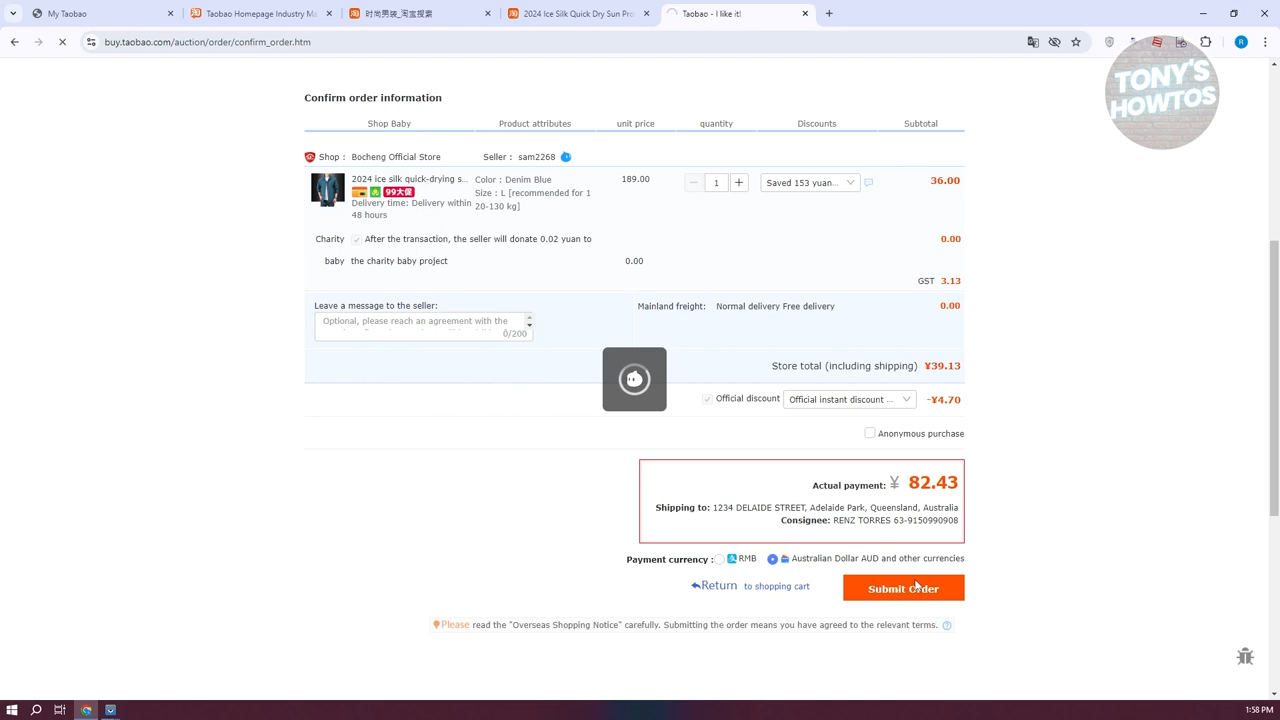 My Taobao
Taobao Homepage Industry Ma
时尚男装_淘宝搜索
2024 Ice Silk Quick Dry Sun Pro
Taobao - I like it!
buy.taobao.com/auction/order/confirm_order.htm
R
TONY'S
HOWTOS
Confirm order information
Shop Baby
Product attributes
unit price
quantity
Discounts
Subtotal
Shop : Bocheng Official Store
Seller : sam2268
2024 ice silk quick-drying s...
99大促
Delivery time: Delivery within
48 hours
Color : Denim Blue
Size : L [recommended for 1
20-130 kg]
189.00
− 1 +
Saved 153 yuan...
36.00
Charity
After the transaction, the seller will donate 0.02 yuan to
0.00
baby the charity baby project
0.00
GST 3.13
Leave a message to the seller:
Optional, please reach an agreement with the
0/200
Mainland freight: Normal delivery Free delivery
0.00
Store total (including shipping) ¥39.13
Official discount
Official instant discount ...
-¥4.70
Anonymous purchase
Actual payment: ¥ 82.43
Shipping to: 1234 DELAIDE STREET, Adelaide Park, Queensland, Australia
Consignee: RENZ TORRES 63-9150990908
Payment currency : RMB Australian Dollar AUD and other currencies
Return to shopping cart
Submit Order
Please read the "Overseas Shopping Notice" carefully. Submitting the order means you have agreed to the relevant terms.
1:58 PM